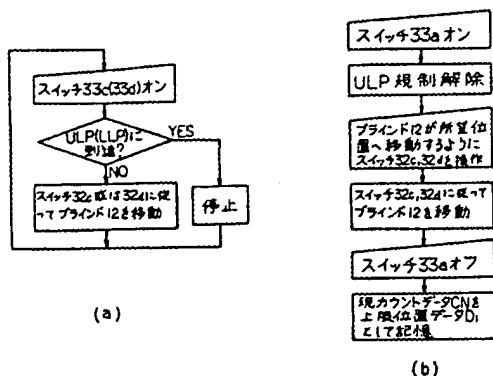 スイッチ33c(33d)オン
ULP(LLP)に
到達?
YES
NO
スイッチ32c或は32dに従
ってブラインド12を移動
停止
(a)
スイッチ33aオン
ULP規制解除
ブラインド12が所望位
置へ移動するように
スイッチ32c,32dを操作
スイッチ32c,32dに従って
ブラインド12を移動
スイッチ33aオフ
現カウントデータCNを
上限位置データD₁
として記憶
(b)